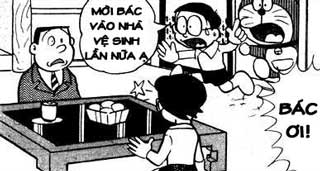 MỜI BÁC
VÀO NHÀ
VỆ SINH
LẦN NỮA Ạ
BÁC
ƠI!